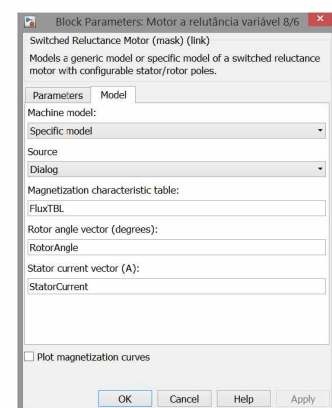 Block Parameters: Motor a relutância variável 8/6
Switched Reluctance Motor (mask) (link)
Models a generic model or specific model of a switched reluctance
motor with configurable stator/rotor poles.
Parameters Model
Machine model:
Specific model
Source
Dialog
Magnetization characteristic table:
FluxTBL
Rotor angle vector (degrees):
RotorAngle
Stator current vector (A):
StatorCurrent
Plot magnetization curves
OK Cancel Help Apply